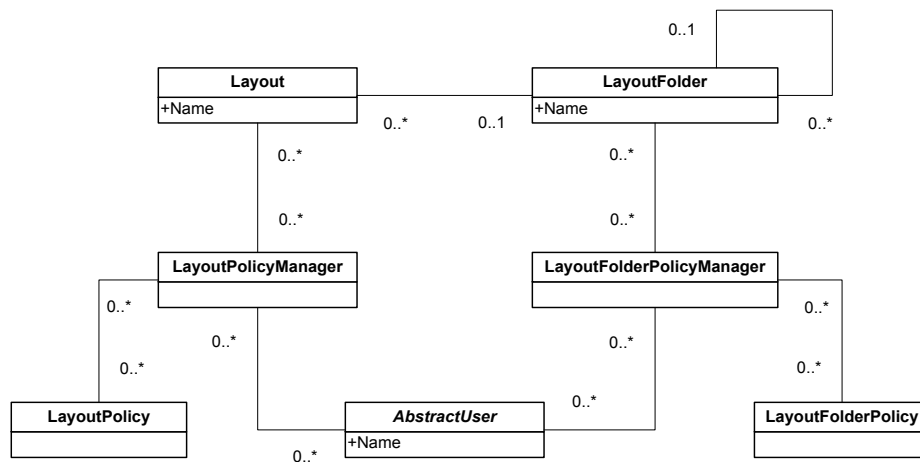 0..1
Layout
LayoutFolder
+Name
+Name
0..*
0..1
0..*
0..*
0..*
0..*
0..*
LayoutPolicyManager
LayoutFolderPolicyManager
0..*
0..*
0..*
0..*
0..*
0..*
0..*
LayoutPolicy
AbstractUser
LayoutFolderPolicy
+Name
0..*